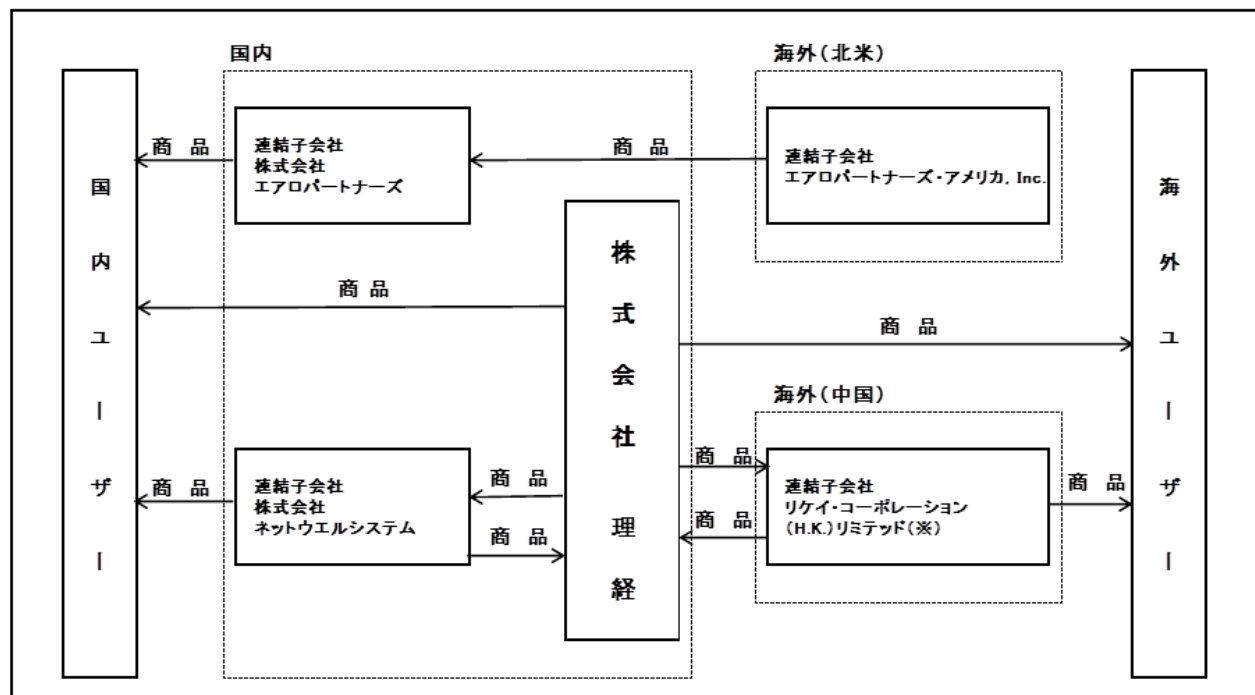 国内
海外（北米）
国内ユーザー
商　品
連結子会社
株式会社
エアロパートナーズ
商　品
連結子会社
エアロパートナーズ・アメリカ, Inc.
海外ユーザー
株式会社　理経
商　品
商　品
海外（中国）
商　品
連結子会社
株式会社
ネットウエルシステム
商　品
商　品
商　品
商　品
連結子会社
リケイ・コーポレーション
（H.K.）リミテッド（※）
商　品